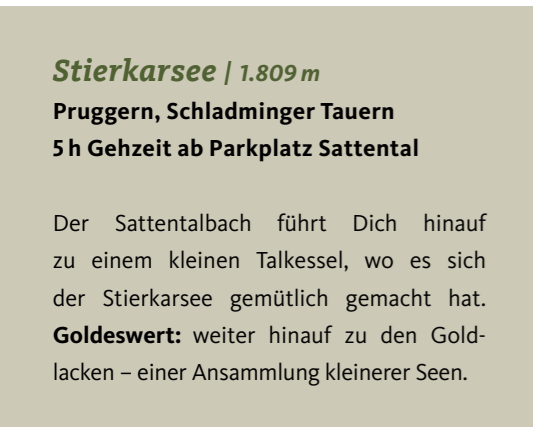 Stierkarsee | 1.809 m
Pruggern, Schladminger Tauern
5 h Gehzeit ab Parkplatz Sattental
Der Sattentalbach führt Dich hinauf
zu einem kleinen Talkessel, wo es sich
der Stierkarsee gemütlich gemacht hat.
Goldeswert: weiter hinauf zu den Gold-
lacken – einer Ansammlung kleinerer Seen.